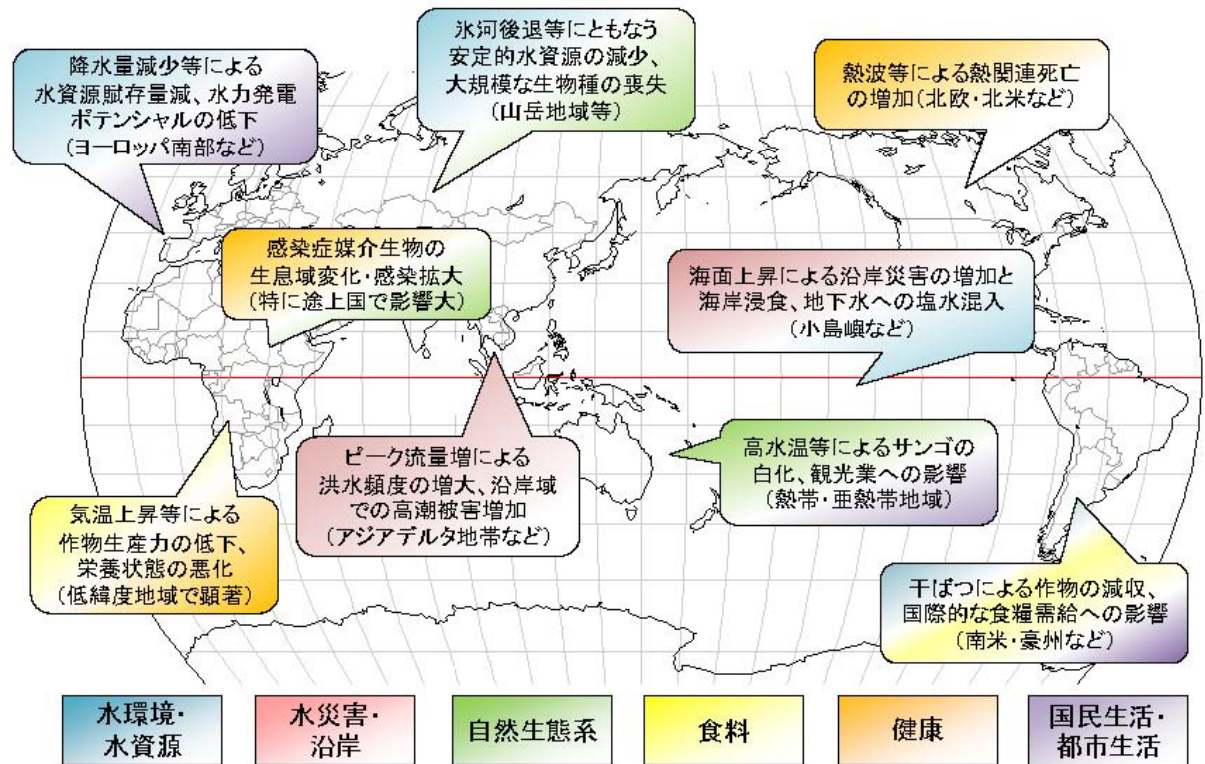 降水量減少等による
水資源賦存量減、水力発電
ポテンシャルの低下
(ヨーロッパ南部など)
氷河後退等にともなう
安定的水資源の減少、
大規模な生物種の喪失
(山岳地域等)
熱波等による熱関連死亡
の増加(北欧・北米など)
感染症媒介生物の
生息域変化・感染拡大
(特に途上国で影響大)
海面上昇による沿岸災害の増加と
海岸浸食、地下水への塩水混入
(小島嶼など)
ピーク流量増による
洪水頻度の増大、沿岸域
での高潮被害増加
(アジアデルタ地帯など)
高水温等によるサンゴの
白化、観光業への影響
(熱帯・亜熱帯地域)
気温上昇等による
作物生産力の低下、
栄養状態の悪化
(低緯度地域で顕著)
干ばつによる作物の減収、
国際的な食糧需給への影響
(南米・豪州など)
水環境・
水資源
水災害・
沿岸
自然生態系
食料
健康
国民生活・
都市生活